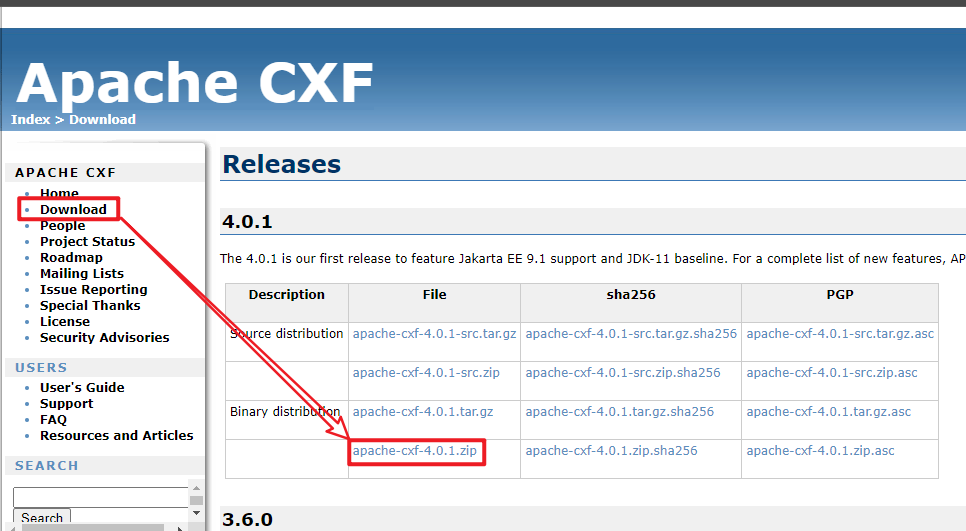 Apache CXF
Index > Download
APACHE CXF
Home
Download
People
Project Status
Roadmap
Mailing Lists
Issue Reporting
Special Thanks
License
Security Advisories
USERS
User's Guide
Support
FAQ
Resources and Articles
SEARCH
Search
Releases
4.0.1
The 4.0.1 is our first release to feature Jakarta EE 9.1 support and JDK-11 baseline. For a complete list of new features, AP
Description File sha256 PGP
Source distribution apache-cxf-4.0.1-src.tar.gz apache-cxf-4.0.1-src.tar.gz.sha256 apache-cxf-4.0.1-src.tar.gz.asc
apache-cxf-4.0.1-src.zip apache-cxf-4.0.1-src.zip.sha256 apache-cxf-4.0.1-src.zip.asc
Binary distribution apache-cxf-4.0.1.tar.gz apache-cxf-4.0.1.tar.gz.sha256 apache-cxf-4.0.1.tar.gz.asc
apache-cxf-4.0.1.zip apache-cxf-4.0.1.zip.sha256 apache-cxf-4.0.1.zip.asc
3.6.0